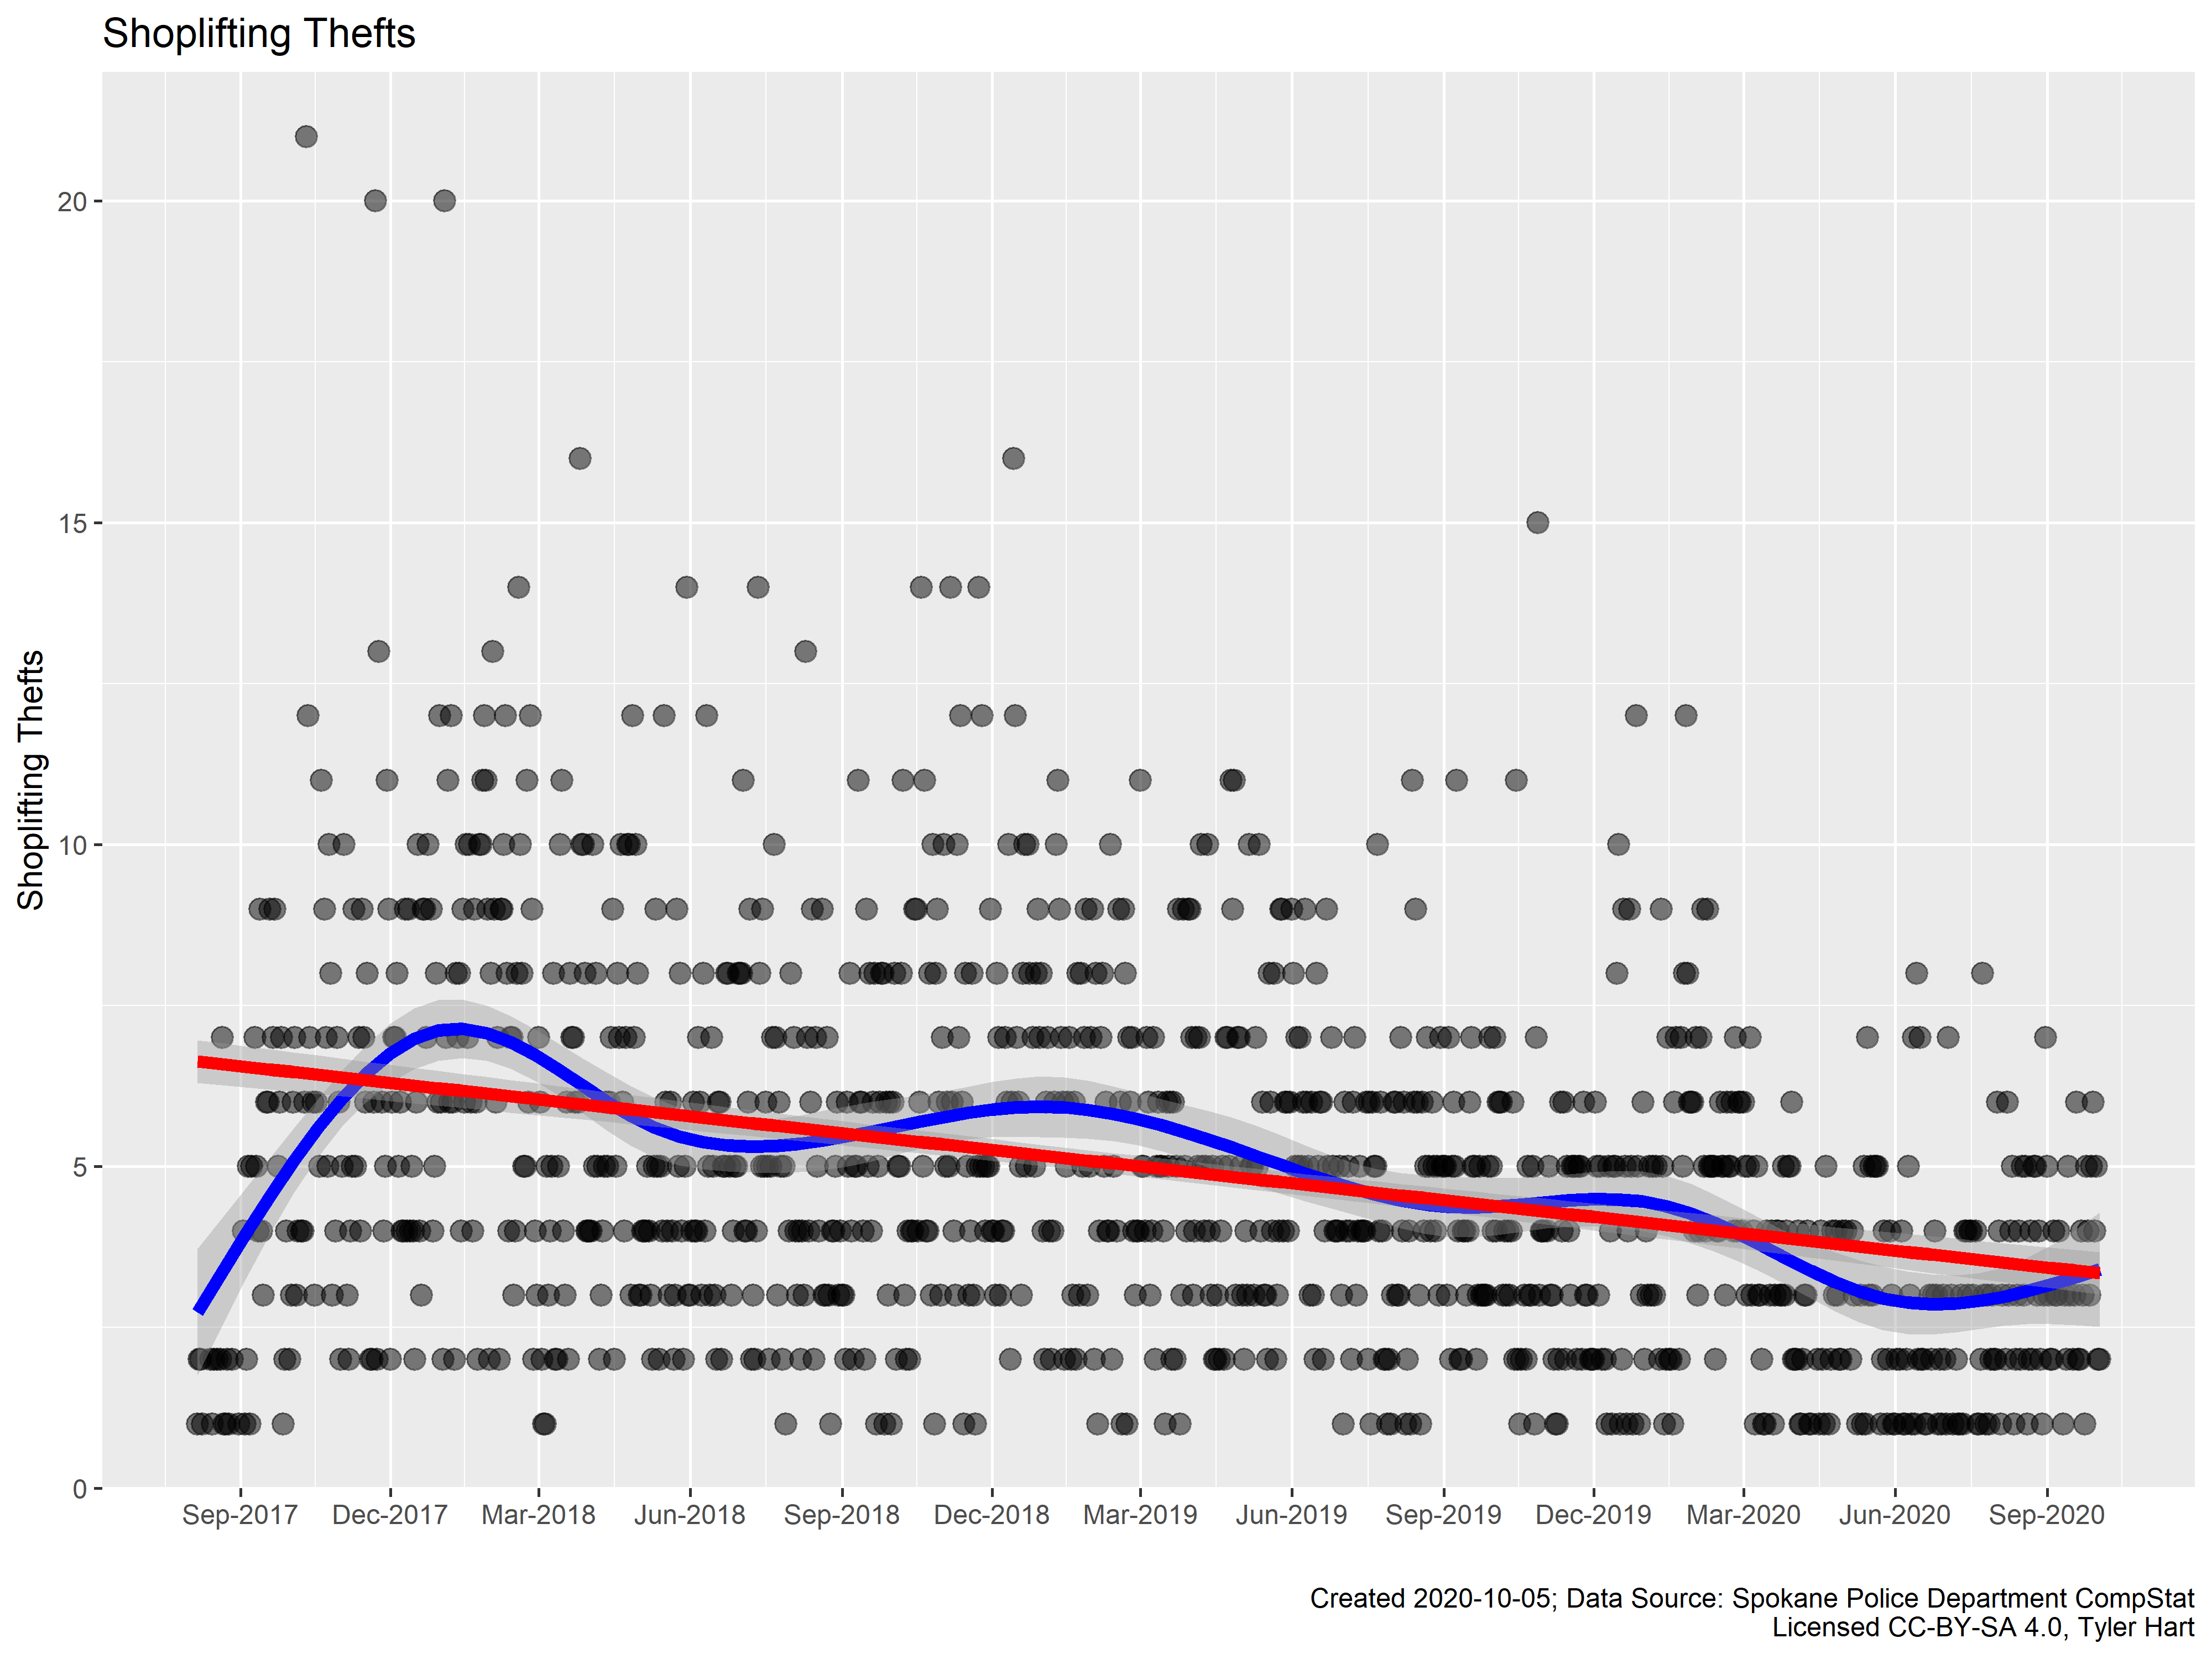 Shoplifting Thefts
Shoplifting Thefts
20
15
10
5
0
Sep-2017 Dec-2017 Mar-2018 Jun-2018 Sep-2018 Dec-2018 Mar-2019 Jun-2019 Sep-2019 Dec-2019 Mar-2020 Jun-2020 Sep-2020
Created 2020-10-05; Data Source: Spokane Police Department CompStat
Licensed CC-BY-SA 4.0, Tyler Hart